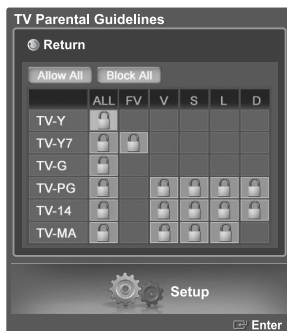 TV Parental Guidelines
Return
Allow All Block All
ALL FV V S L D
TV-Y
TV-Y7
TV-G
TV-PG
TV-14
TV-MA
Setup
Enter